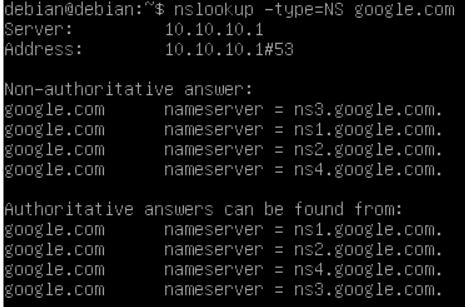 debian@debian:~$ nslookup -type=NS google.com
Server:		10.10.10.1
Address:	10.10.10.1#53

Non-authoritative answer:
google.com	nameserver = ns3.google.com.
google.com	nameserver = ns1.google.com.
google.com	nameserver = ns2.google.com.
google.com	nameserver = ns4.google.com.

Authoritative answers can be found from:
google.com	nameserver = ns1.google.com.
google.com	nameserver = ns2.google.com.
google.com	nameserver = ns4.google.com.
google.com	nameserver = ns3.google.com.